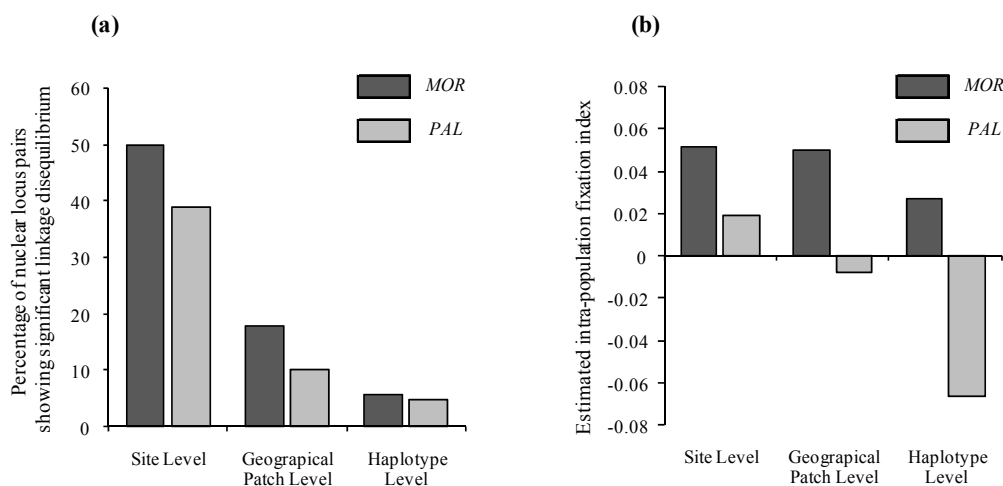 (a)
Percentage of nuclear locus pairs
showing significant linkage disequilibrium
60
50
40
30
20
10
0
MOR
PAL
Site Level
Geograpical
Patch Level
Haplotype
Level
(b)
Estimated intra-population fixation index
0.08
0.06
0.04
0.02
0
-0.02
-0.04
-0.06
-0.08
MOR
PAL
Site Level
Geograpical
Patch Level
Haplotype
Level